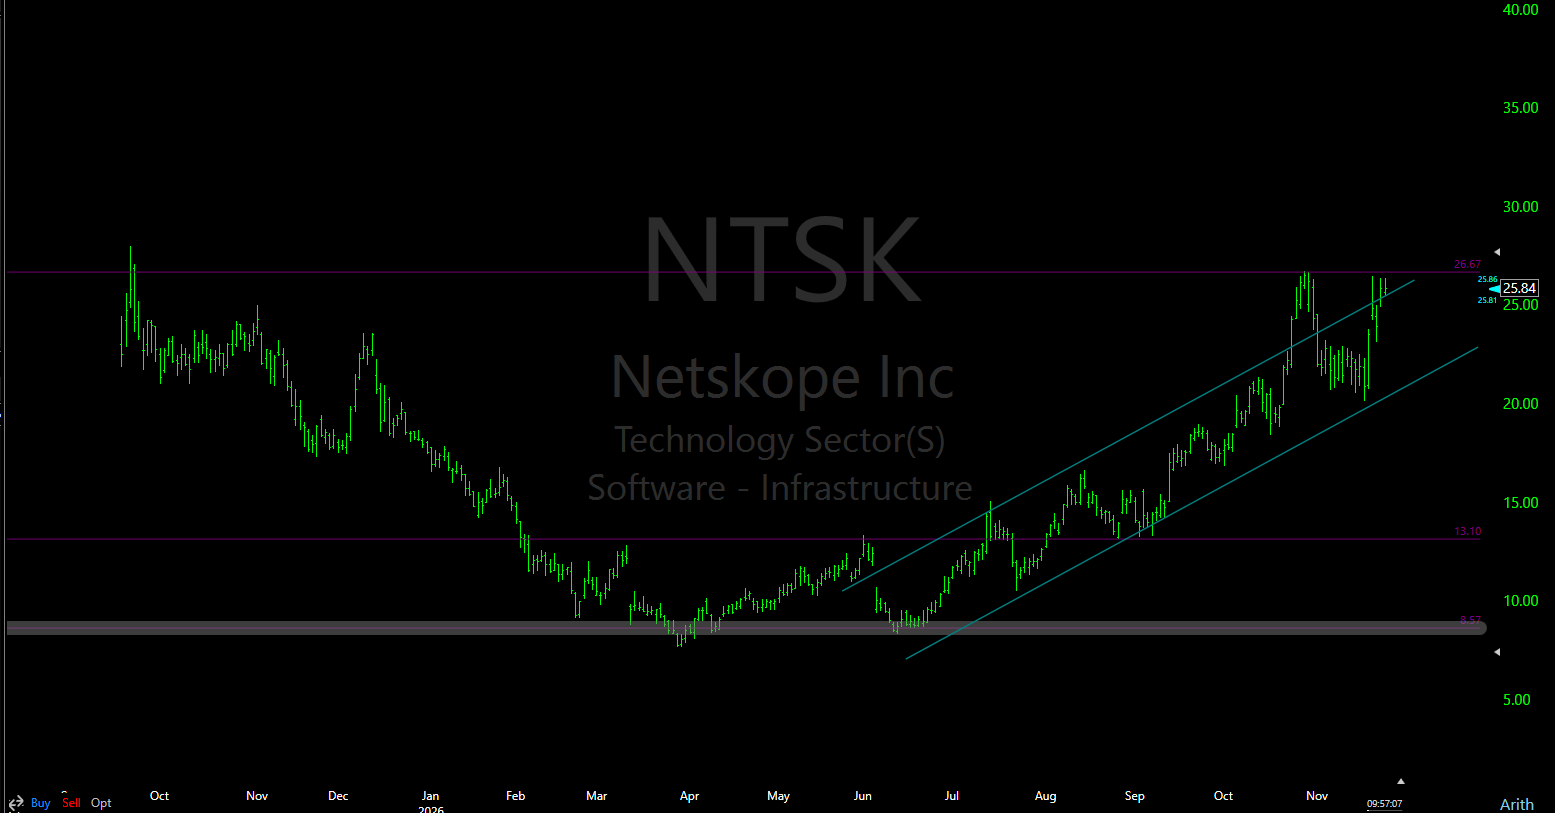 40.00
35.00
30.00
NTSK
26.67
25.86
25.84
25.81
25.00
Netskope Inc
20.00
Technology Sector(S)
Software - Infrastructure
15.00
13.10
10.00
8.57
5.00
Oct Nov Dec Jan Feb Mar Apr May Jun Jul Aug Sep Oct Nov
2026
Buy Sell Opt
09:57:07
Arith